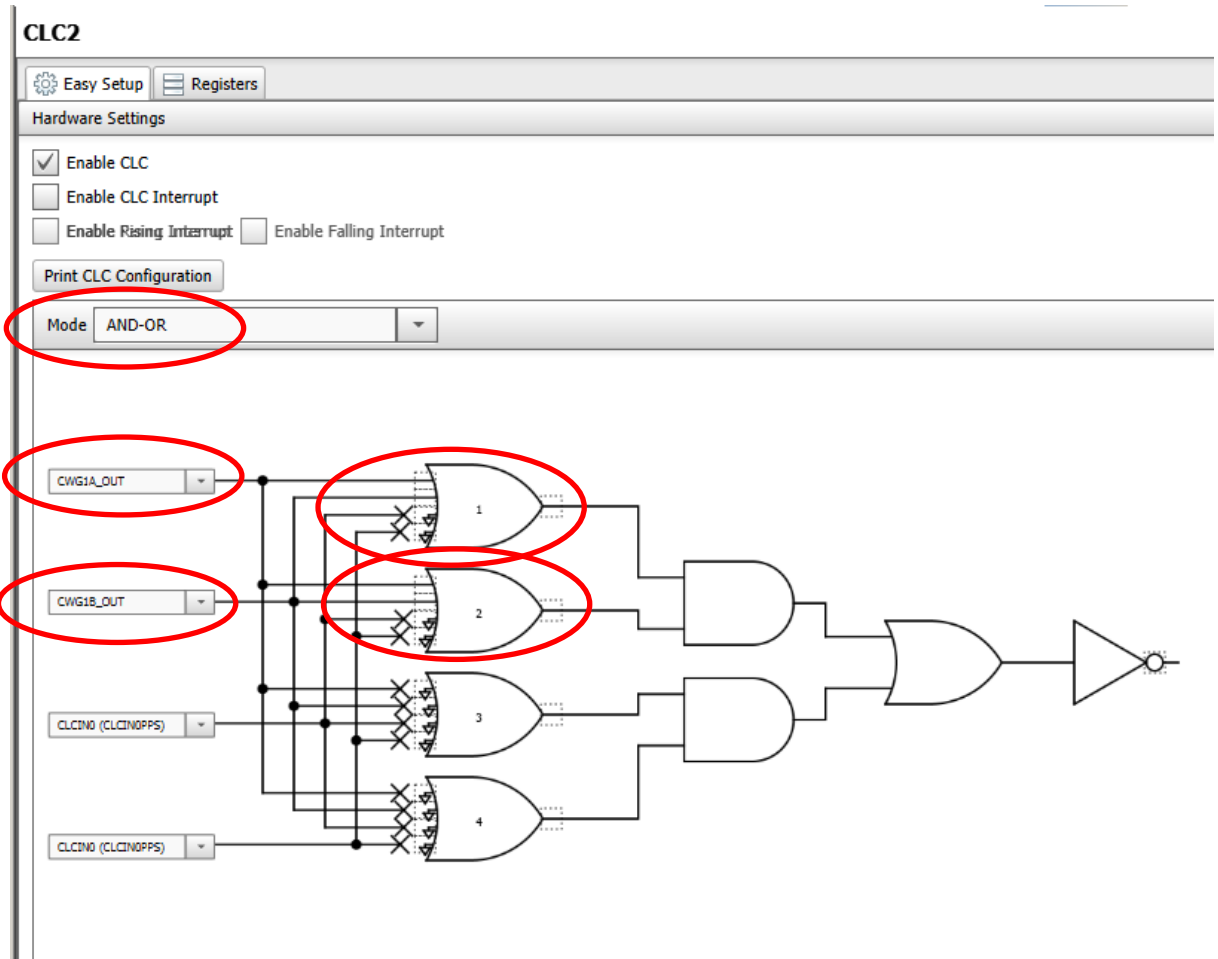 CLC2
Easy Setup Registers
Hardware Settings
Enable CLC
Enable CLC Interrupt
Enable Rising Interrupt Enable Falling Interrupt
Print CLC Configuration
Mode AND-OR
CWG1A_OUT
1
CWG1B_OUT
2
CLCIN0 (CLCIN0PPS)
3
4
CLCIN0 (CLCIN0PPS)